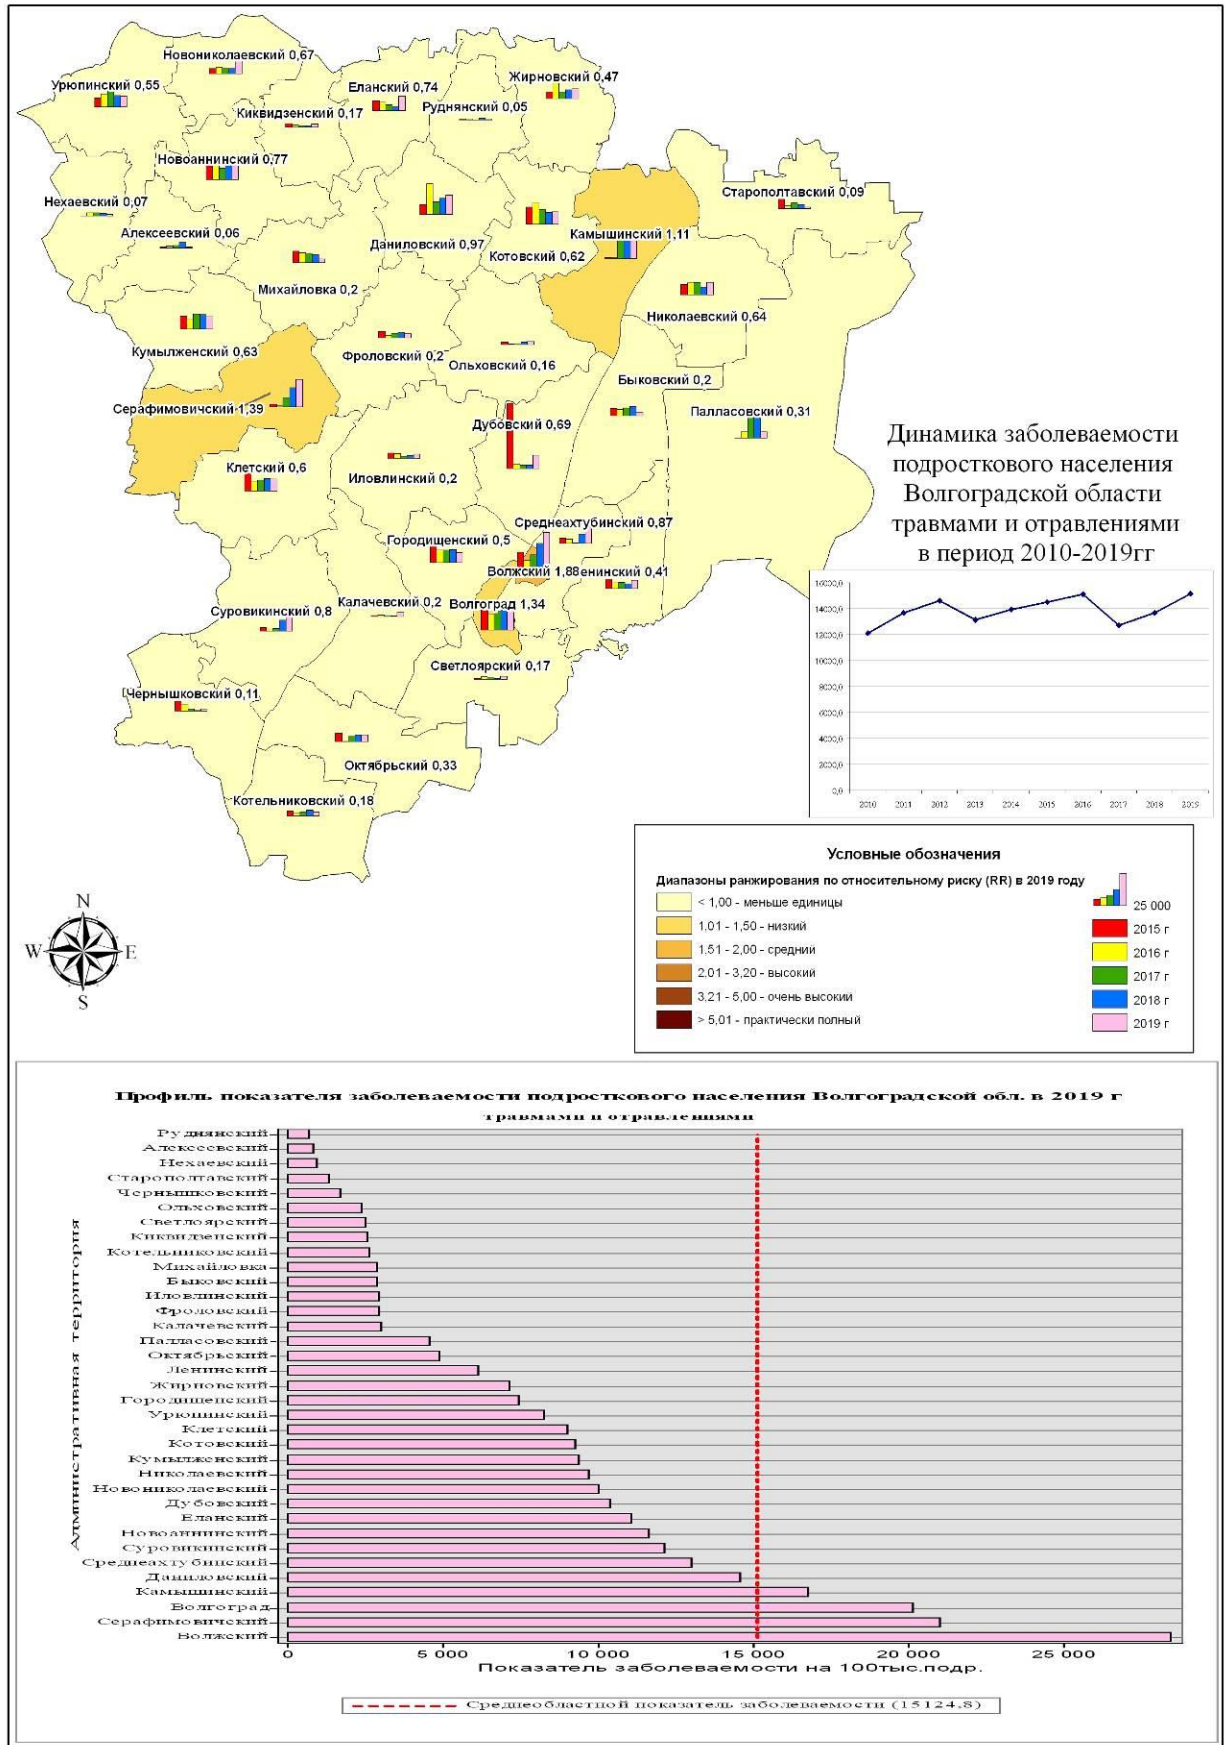 Новониколаевский 0,67
Урюпинский 0,55
Еланский 0,74
Жирновский 0,47
Киквидзенский 0,17
Руднянский 0,05
Новоаннинский 0,77
Нехаевский 0,07
Старополтавский 0,09
Алексеевский 0,06
Даниловский 0,97
Котовский 0,62
Камышинский 1,11
Михайловка 0,2
Николаевский 0,64
Кумылженский 0,63
Фроловский 0,2
Ольховский 0,16
Быковский 0,2
Серафимовичский 1,39
Палласовский 0,31
Дубовский 0,69
Клетский 0,6
Иловлинский 0,2
Среднеахтубинский 0,87
Городищенский 0,5
Волжский 1,88
енинский 0,41
Калачевский 0,2
Волгоград 1,34
Суровикинский 0,8
Светлоярский 0,17
Чернышковский 0,11
Октябрьский 0,33
Котельниковский 0,18
Динамика заболеваемости
подросткового населения
Волгоградской области
травмами и отравлениями
в период 2010-2019гг
16000,0
14000,0
12000,0
10000,0
8000,0
6000,0
4000,0
2000,0
0,0
2010 2011 2012 2013 2014 2015 2016 2017 2018 2019
Условные обозначения
Диапазоны ранжирования по относительному риску (RR) в 2019 году
< 1,00 - меньше единицы
1,01 - 1,50 - низкий
1,51 - 2,00 - средний
2,01 - 3,20 - высокий
3,21 - 5,00 - очень высокий
> 5,01 - практически полный
25 000
2015 г
2016 г
2017 г
2018 г
2019 г
N
W E
S
Профиль показателя заболеваемости подросткового населения Волгоградской обл. в 2019 г
травмами и отравлениями
Административная территория
Руднянский
Алексеевский
Нехаевский
Старополтавский
Чернышковский
Ольховский
Светлоярский
Киквидзенский
Котельниковский
Михайловка
Быковский
Иловлинский
Фроловский
Калачевский
Палласовский
Октябрьский
Ленинский
Жирновский
Городищенский
Урюпинский
Клетский
Котовский
Кумылженский
Николаевский
Новониколаевский
Дубовский
Еланский
Новоаннинский
Суровикинский
Среднеахтубинский
Даниловский
Камышинский
Волгоград
Серафимовичский
Волжский
0 5 000 10 000 15 000 20 000 25 000
Показатель заболеваемости на 100тыс.подр.
Среднеобластной показатель заболеваемости (15124,8)